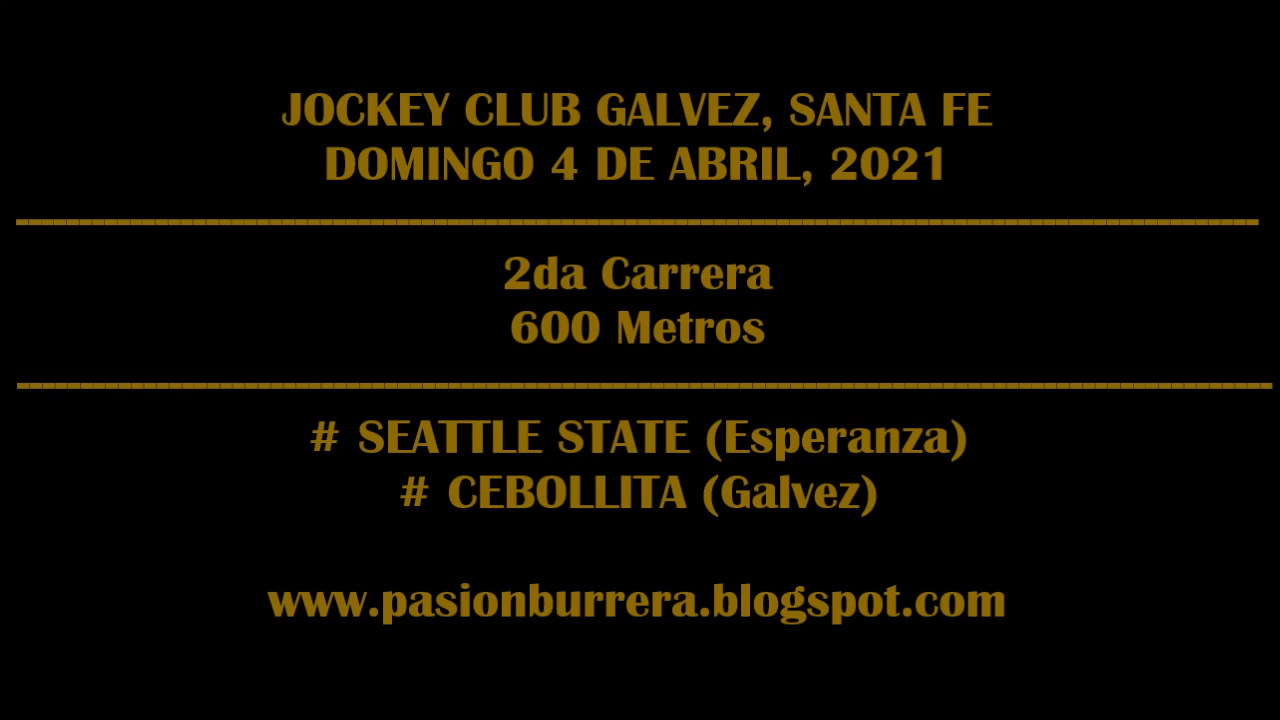 JOCKEY CLUB GALVEZ, SANTA FE
DOMINGO 4 DE ABRIL, 2021
2da Carrera
600 Metros
# SEATTLE STATE (Esperanza)
# CEBOLLITA (Galvez)
www.pasionburrera.blogspot.com